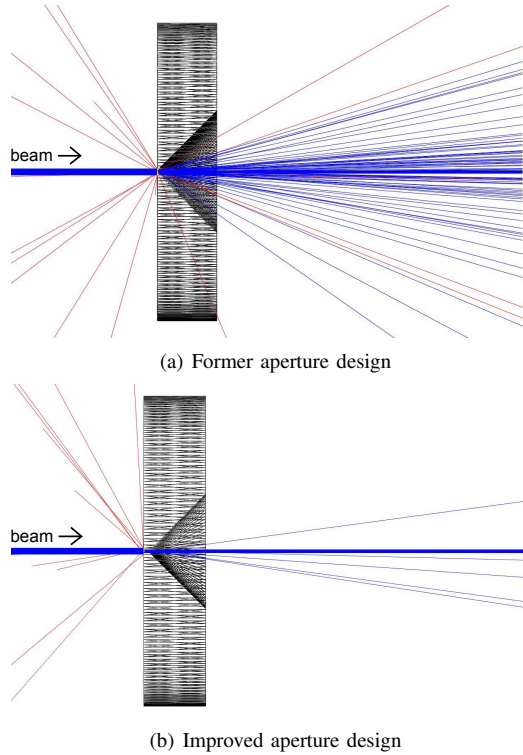 beam →
(a) Former aperture design
beam →
(b) Improved aperture design